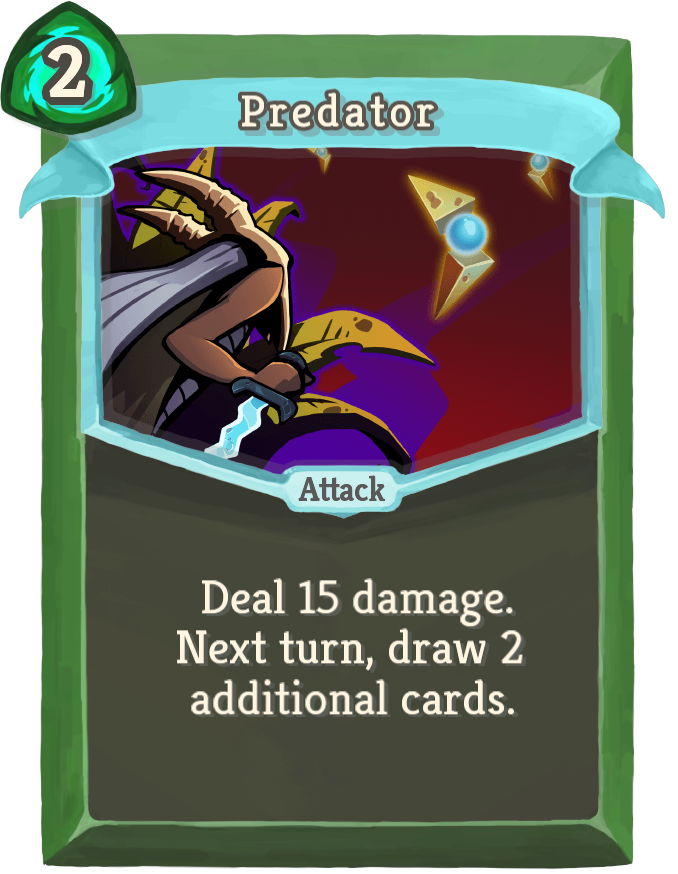 2
Predator
Attack
Deal 15 damage.
Next turn, draw 2
additional cards.